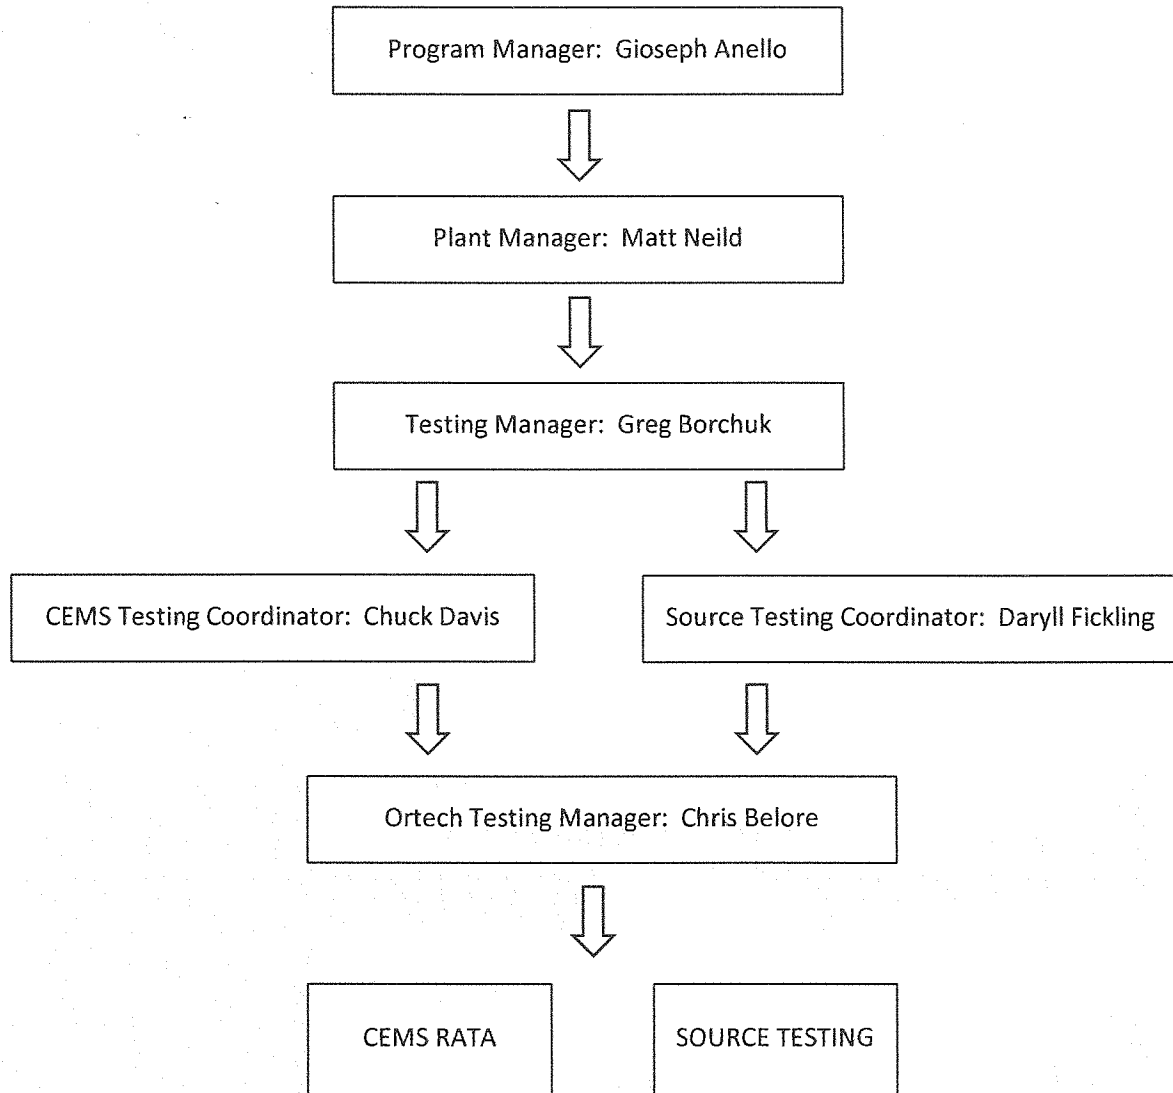 Program Manager: Gioseph Anello
Plant Manager: Matt Neild
Testing Manager: Greg Borchuk
CEMS Testing Coordinator: Chuck Davis
Source Testing Coordinator: Daryll Fickling
Ortech Testing Manager: Chris Belore
CEMS RATA
SOURCE TESTING